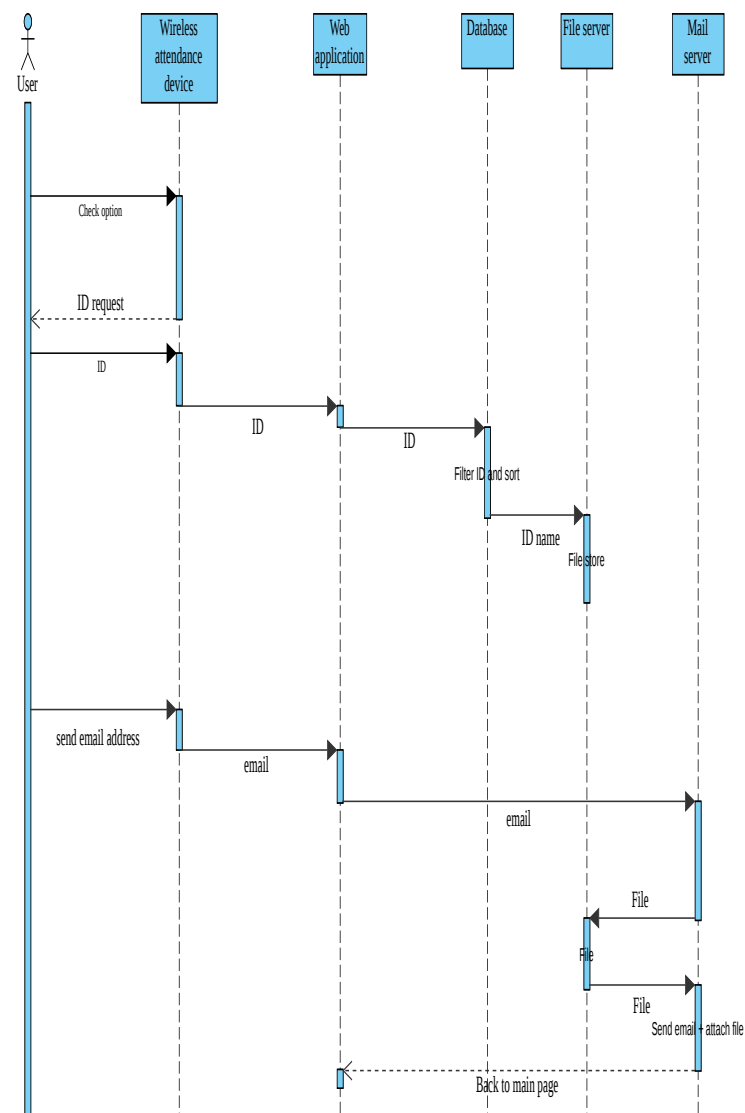 User
Wireless
attendance
device
Web
application
Database
File server
Mail
server
Check option
ID request
ID
ID
ID
Filter ID and sort
ID name
File store
send email address
email
email
File
File
File
Send email + attach file
Back to main page